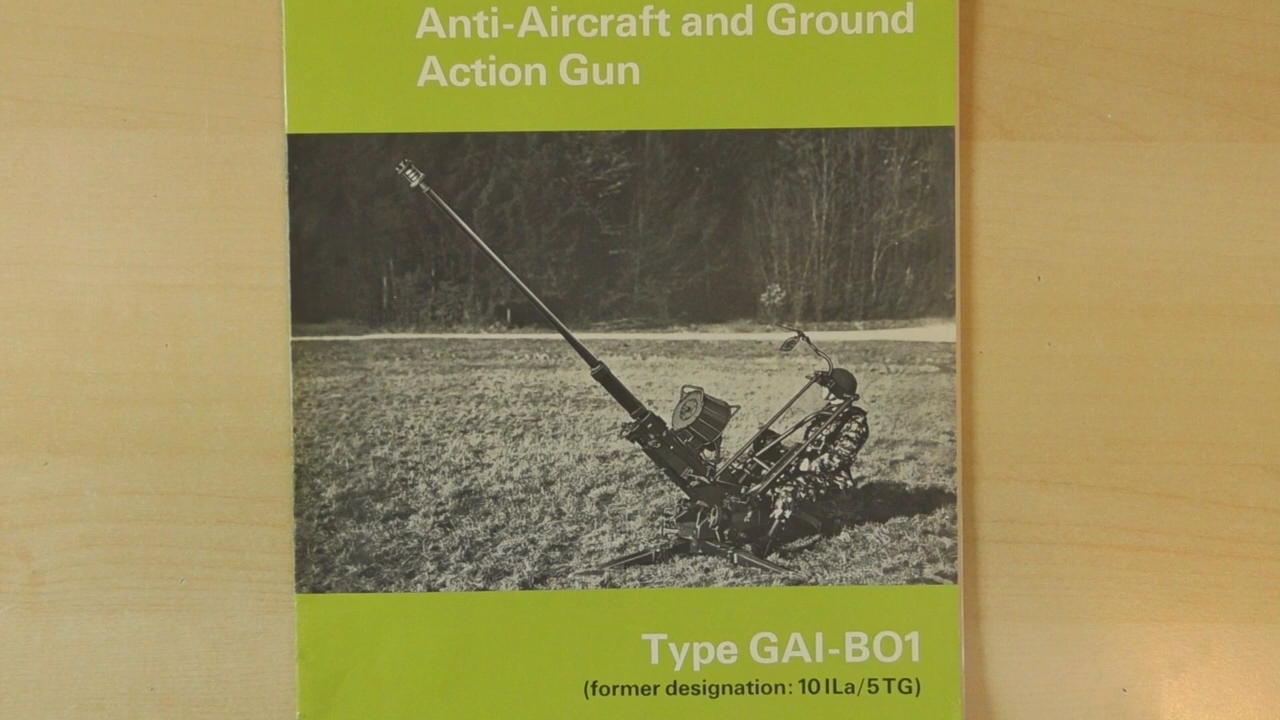 Anti-Aircraft and Ground
Action Gun
Type GAI-BO1
(former designation: 10 ILa/5 TG)